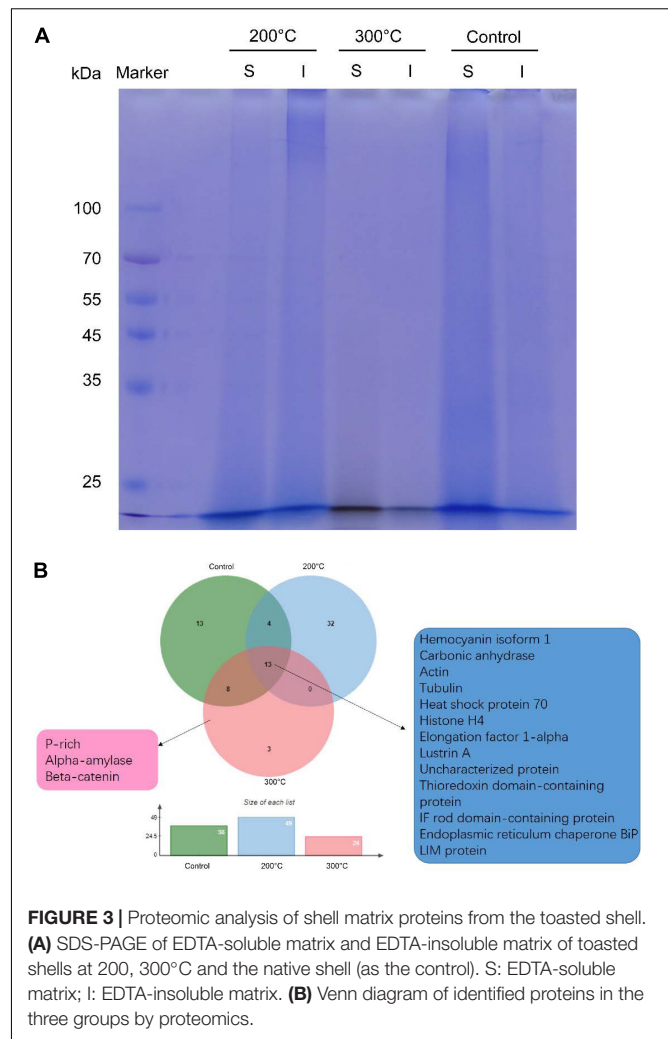 A
200°C 300°C Control
kDa Marker S I S I S I
100
70
55
45
35
25
B
Control 200°C
13 4 32
13
8 0
3
300°C
P-rich
Alpha-amylase
Beta-catenin
Hemocyanin isoform 1
Carbonic anhydrase
Actin
Tubulin
Heat shock protein 70
Histone H4
Elongation factor 1-alpha
Lustrin A
Uncharacterized protein
Thioredoxin domain-containing
protein
IF rod domain-containing protein
Endoplasmic reticulum chaperone BiP
LIM protein
Size of each list
49
24.5
0
38 49 24
Control 200°C 300°C
FIGURE 3 | Proteomic analysis of shell matrix proteins from the toasted shell.
(A) SDS-PAGE of EDTA-soluble matrix and EDTA-insoluble matrix of toasted
shells at 200, 300°C and the native shell (as the control). S: EDTA-soluble
matrix; I: EDTA-insoluble matrix. (B) Venn diagram of identified proteins in the
three groups by proteomics.